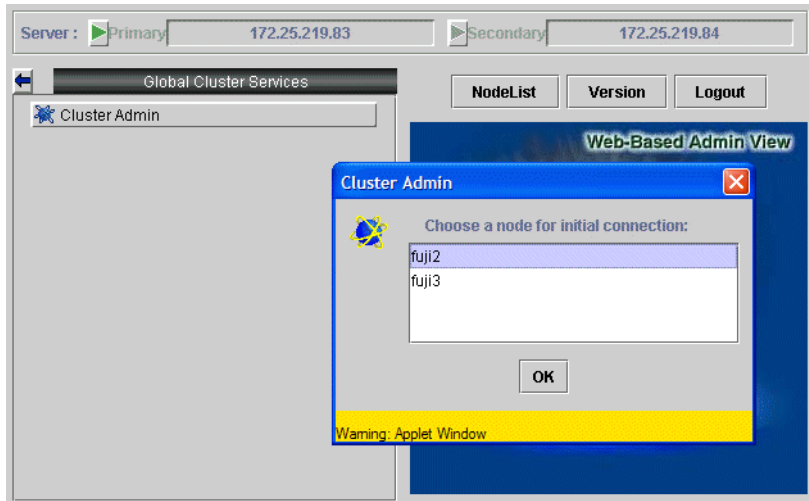 Server : Primary 172.25.219.83 Secondary 172.25.219.84
Global Cluster Services
NodeList Version Logout
Cluster Admin
Web-Based Admin View
Cluster Admin
Choose a node for initial connection:
fuji2
fuji3
OK
Warning: Applet Window